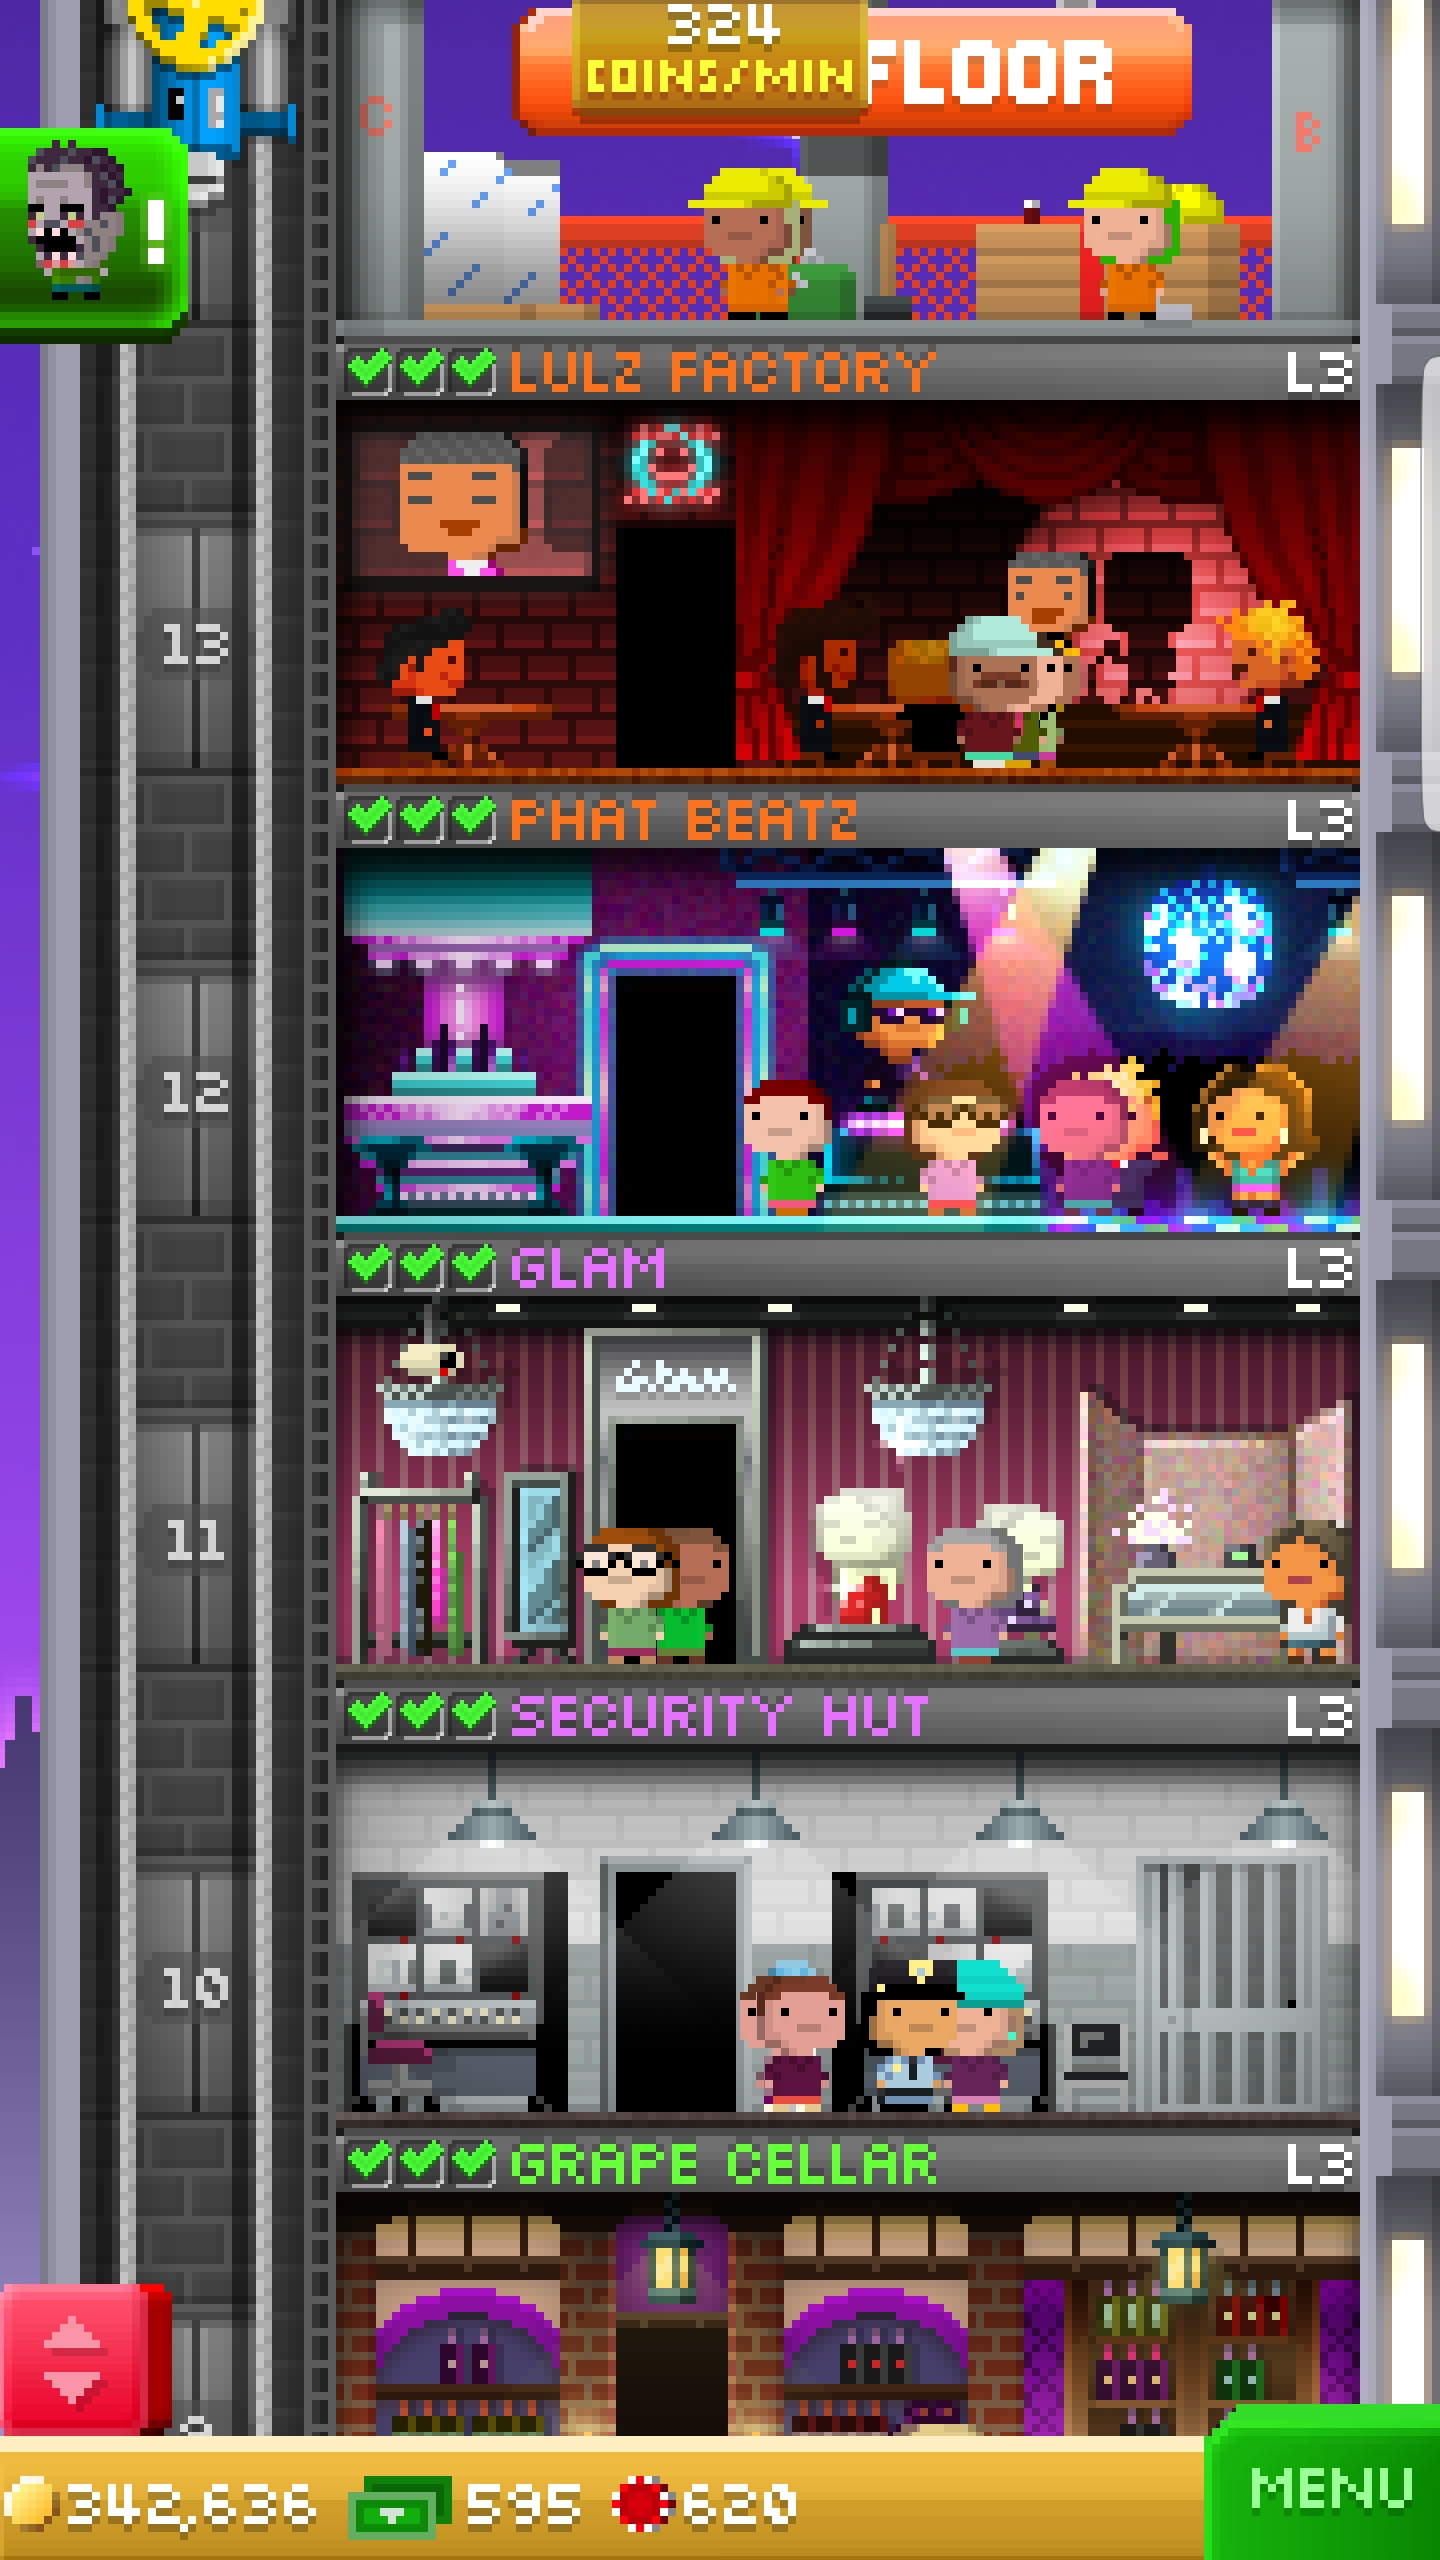 324
COINS/MIN
FLOOR
C
B
!
LULZ FACTORY L3
13
PHAT BEATZ L3
12
GLAM L3
Glam
11
SECURITY HUT L3
10
GRAPE CELLAR L3
342,636 595 620
MENU